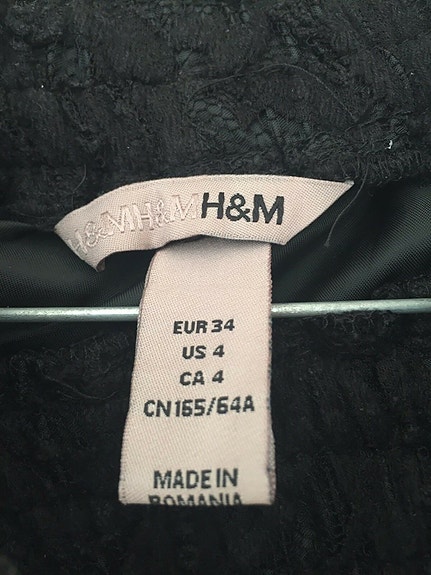 H&MH&MH&M
EUR 34
US 4
CA 4
CN165/64A
MADE IN
ROMANIA